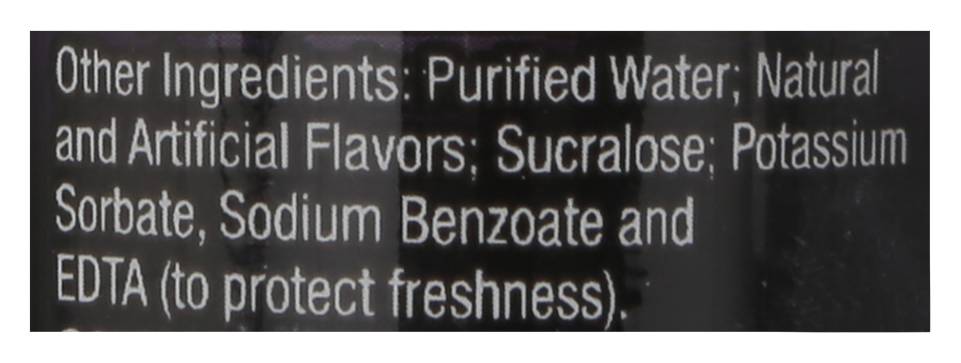 Other Ingredients: Purified Water; Natural
and Artificial Flavors; Sucralose; Potassium
Sorbate, Sodium Benzoate and
EDTA (to protect freshness).